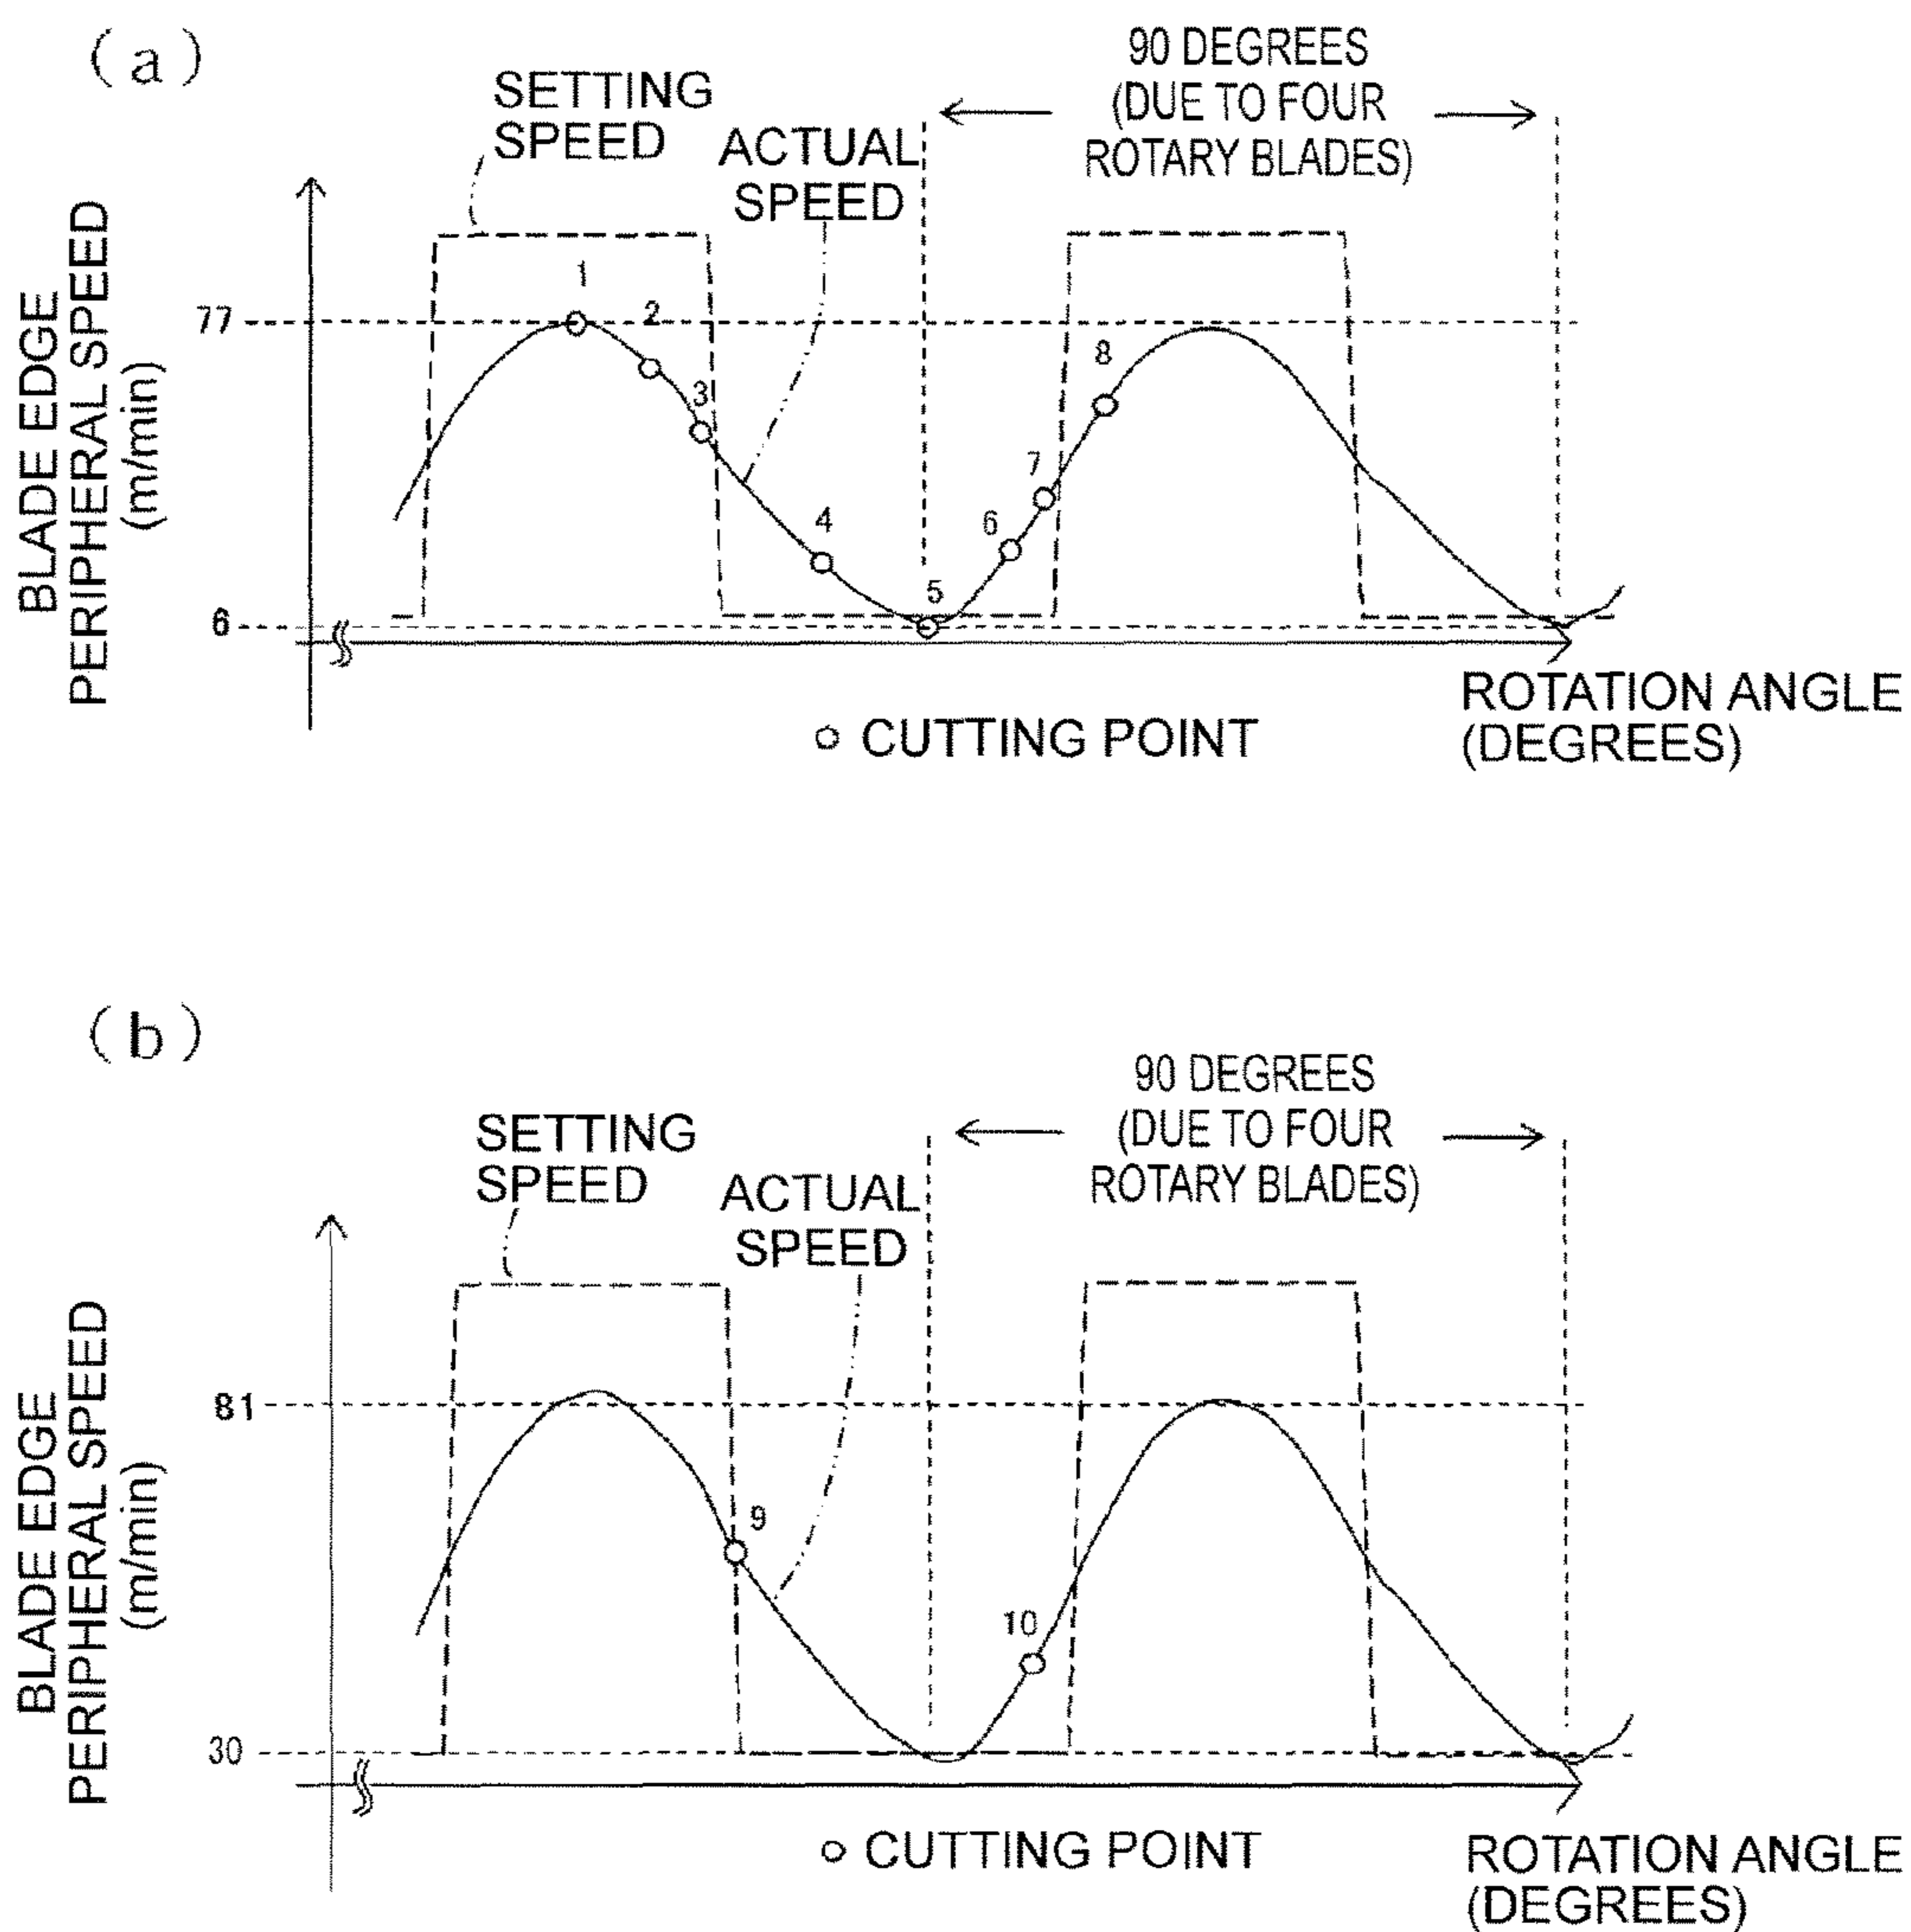 (a)
SETTING
SPEED
ACTUAL
SPEED
90 DEGREES
(DUE TO FOUR
ROTARY BLADES)
BLADE EDGE
PERIPHERAL SPEED
(m/min)
77
6
1
2
3
4
5
6
7
8
CUTTING POINT
ROTATION ANGLE
(DEGREES)
(b)
SETTING
SPEED
ACTUAL
SPEED
90 DEGREES
(DUE TO FOUR
ROTARY BLADES)
BLADE EDGE
PERIPHERAL SPEED
(m/min)
81
30
9
10
CUTTING POINT
ROTATION ANGLE
(DEGREES)